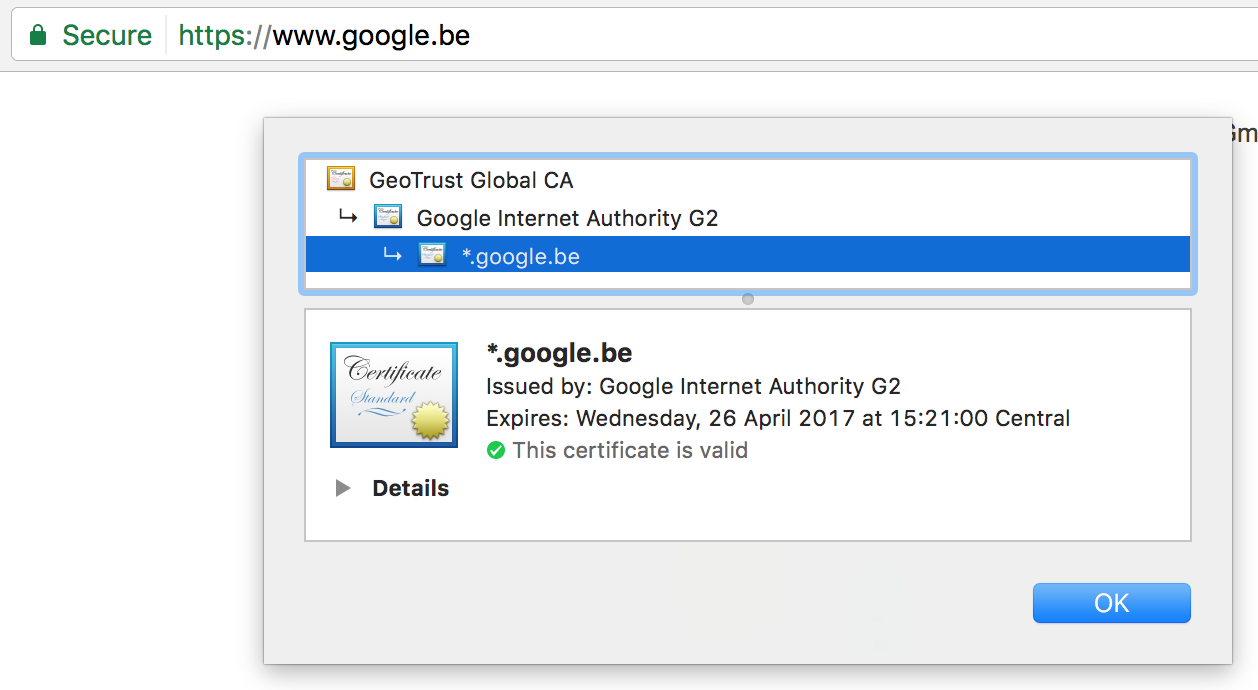 Secure https://www.google.be
GeoTrust Global CA
Google Internet Authority G2
*.google.be
Certificate
Standard
*.google.be
Issued by: Google Internet Authority G2
Expires: Wednesday, 26 April 2017 at 15:21:00 Central
This certificate is valid
Details
OK